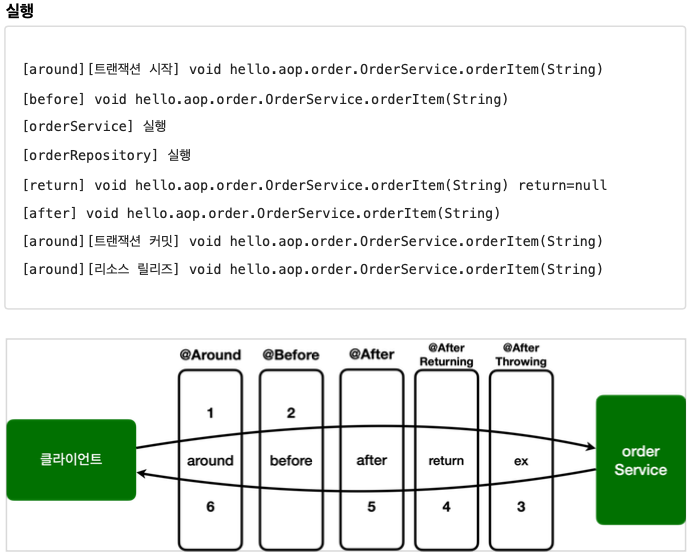 실행
[around][트랜잭션 시작] void hello.aop.order.OrderService.orderItem(String)
[before] void hello.aop.order.OrderService.orderItem(String)
[orderService] 실행
[orderRepository] 실행
[return] void hello.aop.order.OrderService.orderItem(String) return=null
[after] void hello.aop.order.OrderService.orderItem(String)
[around][트랜잭션 커밋] void hello.aop.order.OrderService.orderItem(String)
[around][리소스 릴리즈] void hello.aop.order.OrderService.orderItem(String)
@Around @Before @After @After Returning @After Throwing
1 2
클라이언트 around before after return ex order Service
6 5 4 3